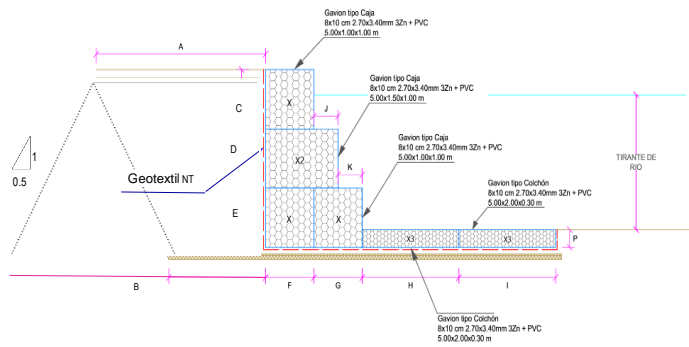 Gavion tipo Caja
8x10 cm 2.70x3.40mm 3Zn + PVC
5.00x1.00x1.00 m
A
Gavion tipo Caja
8x10 cm 2.70x3.40mm 3Zn + PVC
5.00x1.50x1.00 m
C
X
J
Gavion tipo Caja
8x10 cm 2.70x3.40mm 3Zn + PVC
5.00x1.00x1.00 m
D
X2
1
0.5
K
TIRANTE DE
RIO
Geotextil NT
Gavion tipo Colchón
8x10 cm 2.70x3.40mm 3Zn + PVC
5.00x2.00x0.30 m
E
X
X
X3
X3
P
B
F
G
H
I
Gavion tipo Colchón
8x10 cm 2.70x3.40mm 3Zn + PVC
5.00x2.00x0.30 m